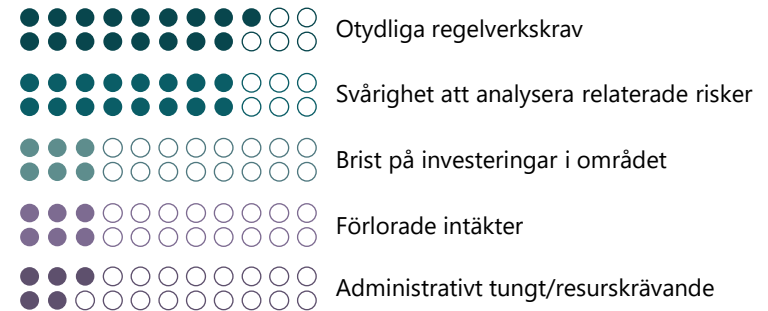 Otydliga regelverkskrav
Svårighet att analysera relaterade risker
Brist på investeringar i området
Förlorade intäkter
Administrativt tungt/resurskrävande